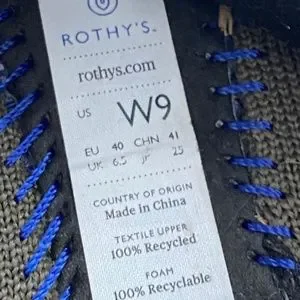 ROTHY'S™
rothys.com
US W9
EU 40 CHN 41
UK 6.5 JP 25
COUNTRY OF ORIGIN
Made in China
TEXTILE UPPER
100% Recycled
FOAM
100% Recyclable